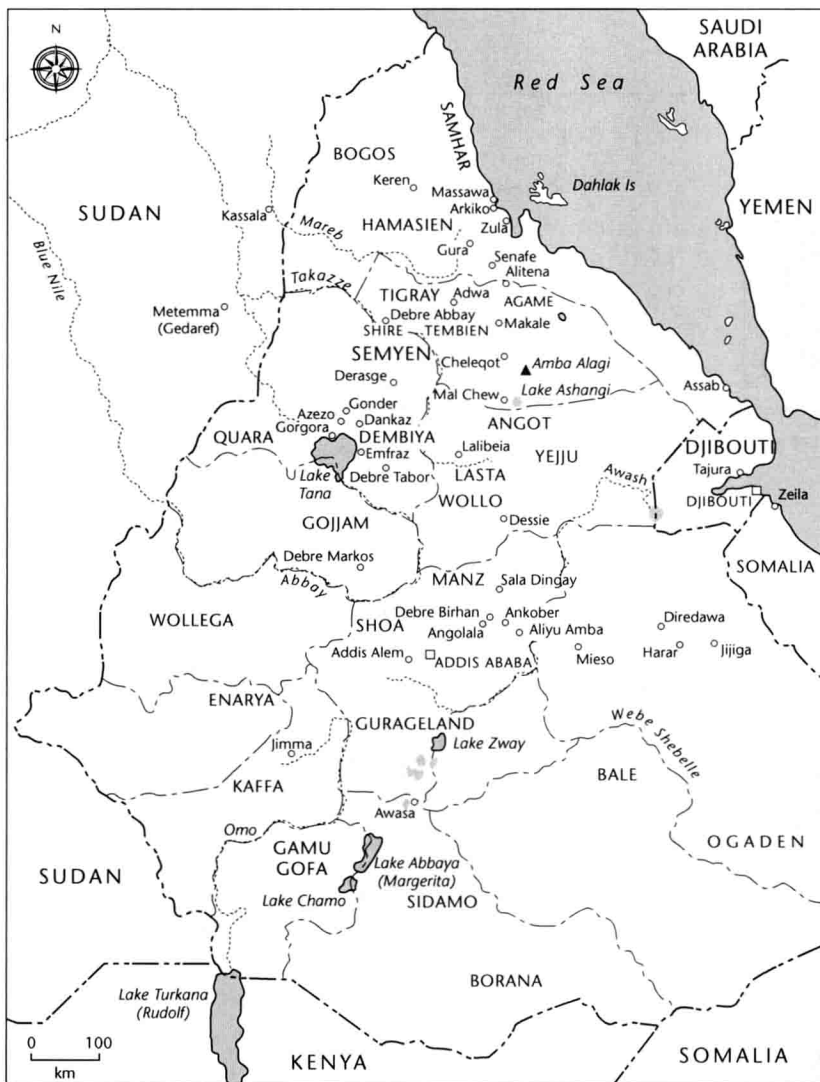 N
SAUDI
ARABIA
Red Sea
SAMHAR
BOGOS
Keren
Massawa
Dahlak Is
Arkiko
YEMEN
SUDAN
Kassala
Mareb
HAMASIEN
Zula
Gura
Senafe
Alitena
Blue Nile
Takazze
TIGRAY
Adwa
AGAME
Metemma
(Gedaref)
Debre Abbay
SHIRE
TEMBIEN
Makale
SEMYEN
Cheleqot
Amba Alagi
Derasge
Lake Ashangi
Assab
Mal Chew
Gonder
Azezo
Dankaz
ANGOT
Gorgora
QUARA
DEMBIYA
Lalibeia
YEJJU
DJIBOUTI
Emfraz
Tajura
Lake
Tana
Debre Tabor
LASTA
Awash
DJIBOUTI
Zeila
WOLLO
GOJJAM
Dessie
Debre Markos
Abbay
MANZ
Sala Dingay
SOMALIA
WOLLEGA
SHOA
Debre Birhan
Ankober
Diredawa
Angolala
Aliyu Amba
Addis Alem
ADDIS ABABA
Mieso
Harar
Jijiga
ENARYA
GURAGELAND
Webe Shebelle
Jimma
Lake Zway
KAFFA
BALE
Awasa
Omo
OGADEN
GAMU
GOFA
Lake Abbaya
(Margerita)
SUDAN
Lake Chamo
SIDAMO
BORANA
Lake Turkana
(Rudolf)
0 100
km
KENYA
SOMALIA